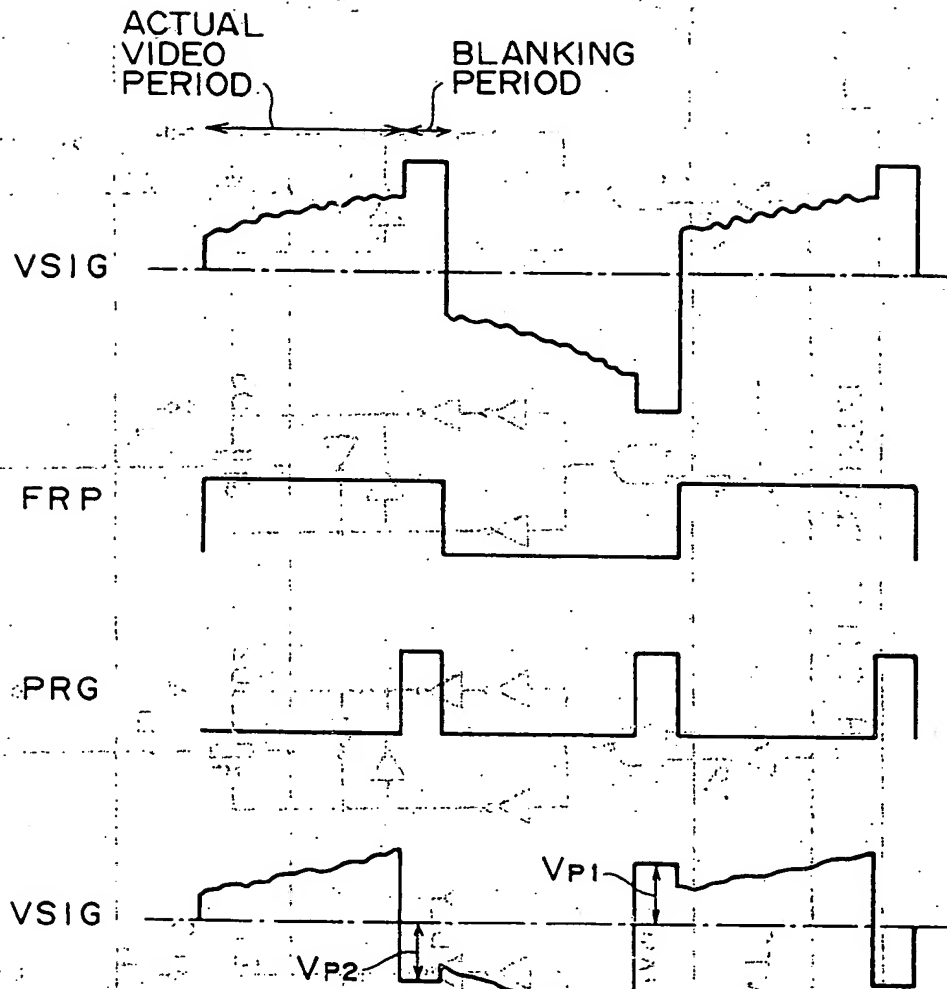 ACTUAL
VIDEO
PERIOD
BLANKING
PERIOD
VSIG
FRP
PRG
VSIG
VP1
VP2